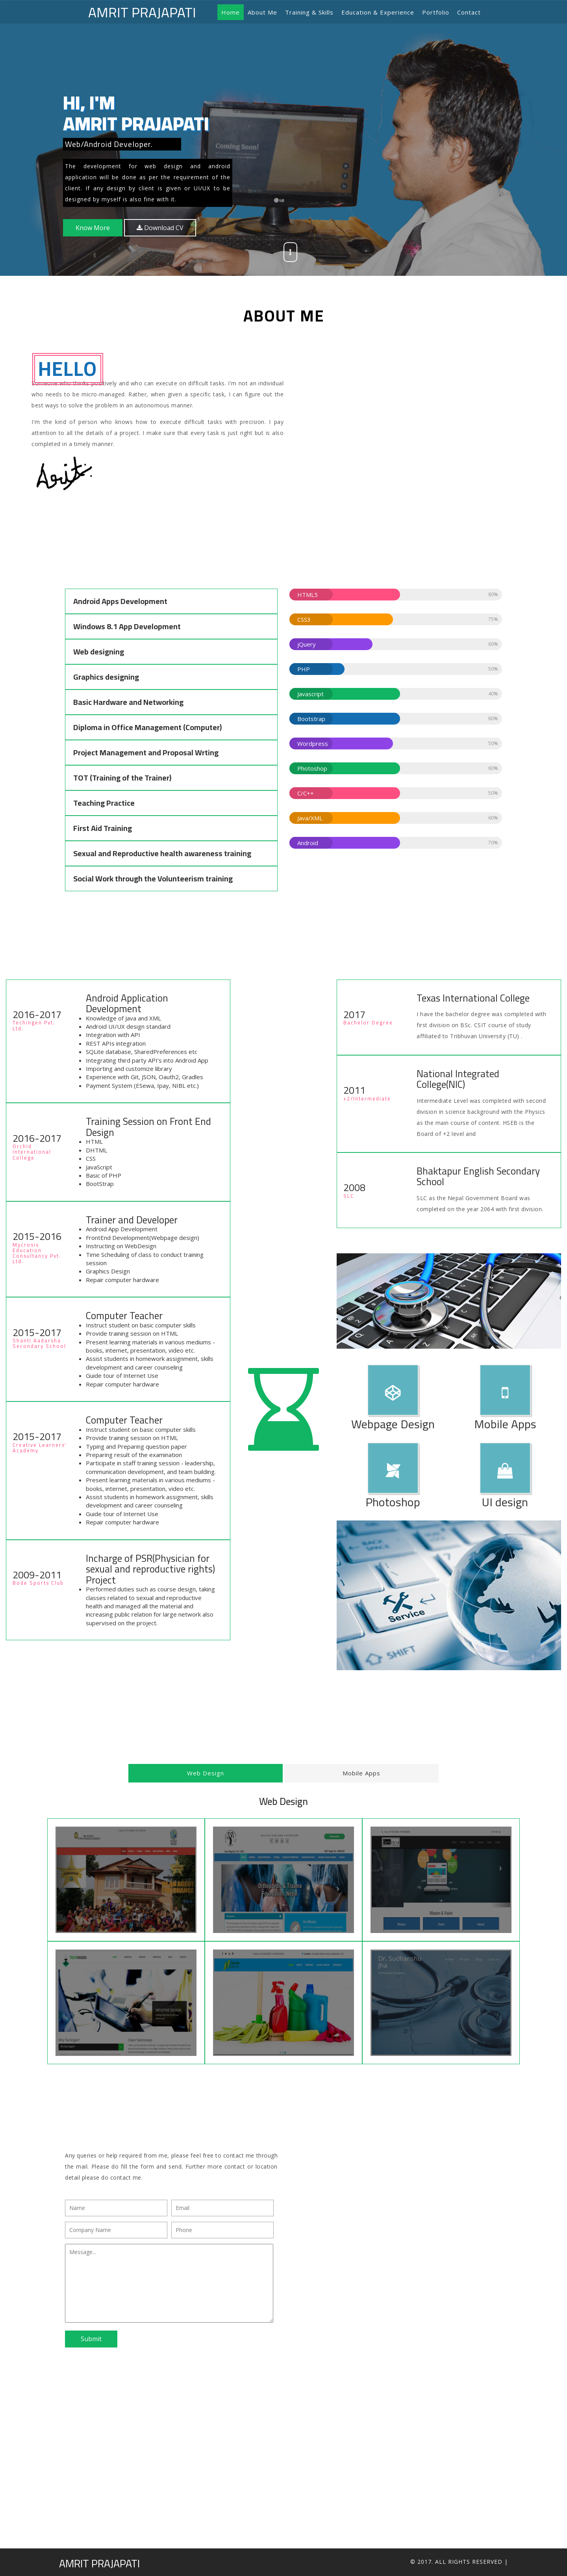 AMRIT PRAJAPATI
Home About Me Training & Skills Education & Experience Portfolio Contact
HI, I'M
AMRIT PRAJAPATI
Web/Android Developer.
The development for web design and android
application will be done as per the requirement of the
client. If any design by client is given or UI/UX to be
designed by myself is also fine with it.
Know More
Download CV
ABOUT ME
HELLO
Someone who thinks positively and who can execute on difficult tasks. I'm not an individual
who needs to be micro-managed. Rather, when given a specific task, I can figure out the
best ways to solve the problem in an autonomous manner.
I'm the kind of person who knows how to execute difficult tasks with precision. I pay
attention to all the details of a project. I make sure that every task is just right but is also
completed in a timely manner.
Android Apps Development
Windows 8.1 App Development
Web designing
Graphics designing
Basic Hardware and Networking
Diploma in Office Management (Computer)
Project Management and Proposal Wrting
TOT (Training of the Trainer)
Teaching Practice
First Aid Training
Sexual and Reproductive health awareness training
Social Work through the Volunteerism training
HTML5
CSS3 75%
jQuery 60%
PHP 50%
Javascript 40%
Bootstrap 60%
Wordpress 50%
Photoshop
C/C++ 50%
Java/XML 60%
Android 70%
2016-2017
Techingen Pvt.
Ltd.
Android Application
Development
Knowledge of Java and XML
Android UI/UX design standard
Integration with API
REST APIs integration
SQLite database, SharedPreferences etc
Integrating third party API's into Android App
Importing and customize library
Experience with Git, JSON, Oauth2, Gradles
Payment System (ESewa, Ipay, NIBL etc.)
2016-2017
Orchid
International
College
Training Session on Front End
Design
HTML
DHTML
CSS
JavaScript
Basic of PHP
BootStrap
2015-2016
Mycrosis
Education
Consultancy Pvt.
Ltd.
Trainer and Developer
Android App Development
FrontEnd Development(Webpage design)
Instructing on WebDesign
Time Scheduling of class to conduct training
session
Graphics Design
Repair computer hardware
2015-2017
Shanti Aadarsha
Secondary School
Computer Teacher
Instruct student on basic computer skills
Provide training session on HTML
Present learning materials in various mediums -
books, internet, presentation, video etc.
Assist students in homework assignment, skills
development and career counseling
Guide tour of Internet Use
Repair computer hardware
2015-2017
Creative Learners'
Academy
Computer Teacher
Instruct student on basic computer skills
Provide training session on HTML
Typing and Preparing question paper
Preparing result of the examination
Participate in staff training session - leadership,
communication development, and team building.
Present learning materials in various mediums -
books, internet, presentation, video etc.
Assist students in homework assignment, skills
development and career counseling
Guide tour of Internet Use
Repair computer hardware
2009-2011
Bode Sports Club
Incharge of PSR(Physician for
sexual and reproductive rights)
Project
Performed duties such as course design, taking
classes related to sexual and reproductive
health and managed all the material and
increasing public relation for large network also
supervised on the project.
2017
Bachelor Degree
Texas International College
I have the bachelor degree was completed with
first division on BSc. CSIT course of study
affiliated to Tribhuvan University (TU) .
2011
+2/Intermediate
National Integrated
College(NIC)
Intermediate Level was completed with second
division in science background with the Physics
as the main course of content. HSEB is the
Board of +2 level and
2008
SLC
Bhaktapur English Secondary
School
SLC as the Nepal Government Board was
completed on the year 2064 with first division.
Webpage Design
Mobile Apps
Photoshop
UI design
BACK SPACE
Service
SHIFT
Web Design Mobile Apps
Web Design
Dr. Sudhanshu
Jha
Any queries or help required from me, please feel free to contact me through
the mail. Please do fill the form and send. Further more contact or location
detail please do contact me.
Name Email
Company Name Phone
Message...
Submit
AMRIT PRAJAPATI
© 2017. ALL RIGHTS RESERVED |